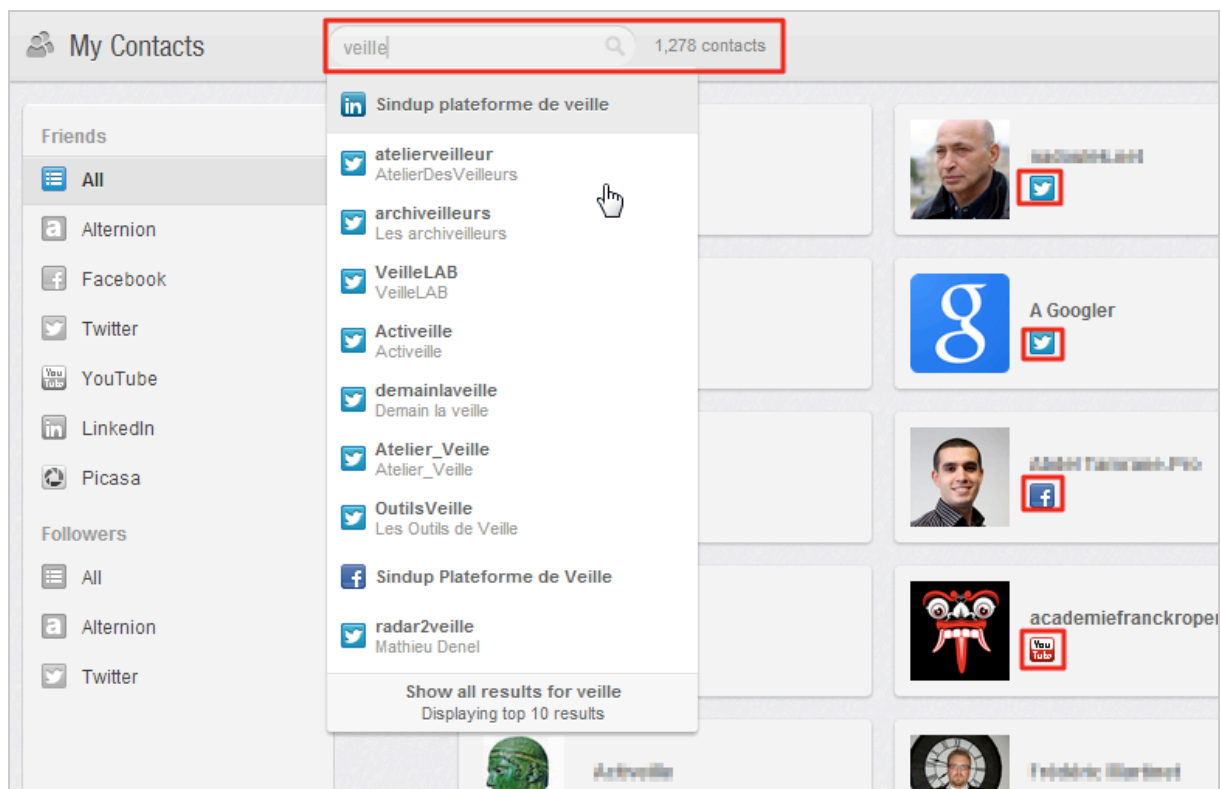 My Contacts
veille
1,278 contacts
Friends
All
Alternion
Facebook
Twitter
YouTube
LinkedIn
Picasa
Followers
All
Alternion
Twitter
in Sindup plateforme de veille
atelierveilleur
AtelierDesVeilleurs
archiveilleurs
Les archiveilleurs
VeilleLAB
VeilleLAB
Activeille
Activeille
demainlaveille
Demain la veille
Atelier_Veille
Atelier_Veille
OutilsVeille
Les Outils de Veille
Sindup Plateforme de Veille
radar2veille
Mathieu Denel
Show all results for veille
Displaying top 10 results
A Googler
academiefranckroper
You
Tube